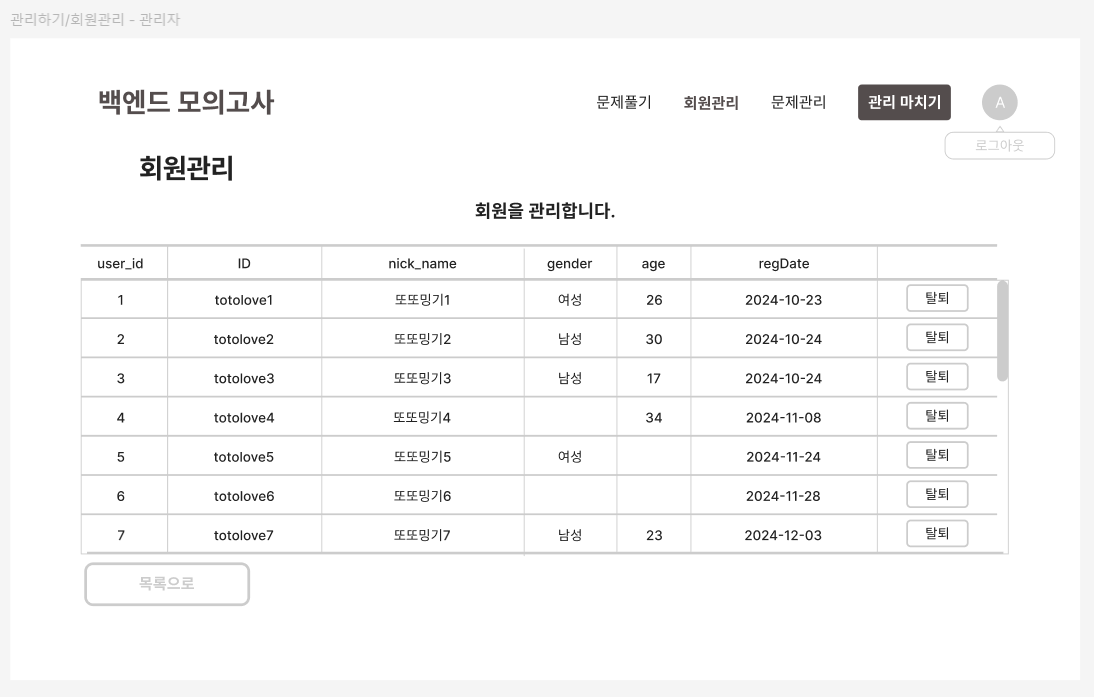 관리하기/회원관리 - 관리자
백엔드 모의고사 문제풀기 회원관리 문제관리 관리 마치기 A
로그아웃
회원관리
회원을 관리합니다.
user_id ID nick_name gender age regDate
1 totolove1 또또밍기1 여성 26 2024-10-23 탈퇴
2 totolove2 또또밍기2 남성 30 2024-10-24 탈퇴
3 totolove3 또또밍기3 남성 17 2024-10-24 탈퇴
4 totolove4 또또밍기4 34 2024-11-08 탈퇴
5 totolove5 또또밍기5 여성 2024-11-24 탈퇴
6 totolove6 또또밍기6 2024-11-28 탈퇴
7 totolove7 또또밍기7 남성 23 2024-12-03 탈퇴
목록으로